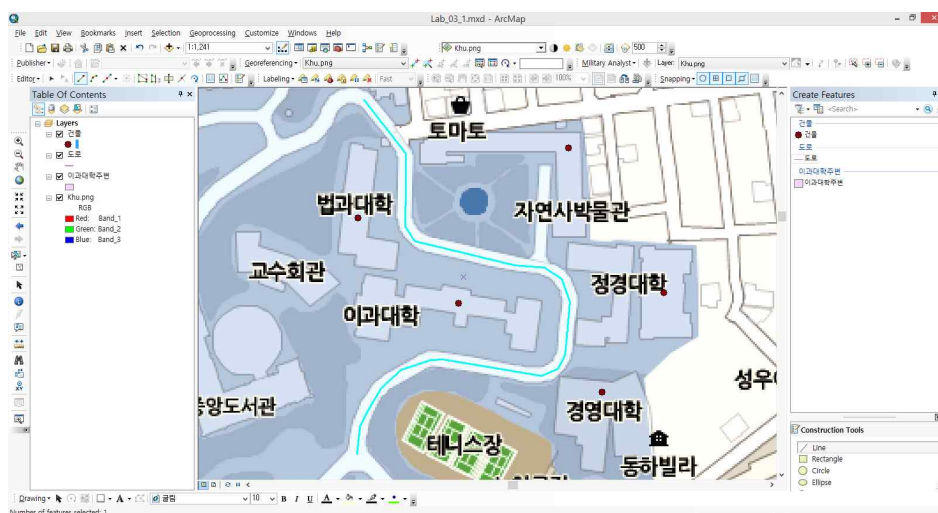 Lab_03_1.mxd - ArcMap
File Edit View Bookmarks Insert Selection Geoprocessing Customize Windows Help
1:1,241
Khu.png
500
Publisher
Georeferencing
Khu.png
Military Analyst
Layer: Khu.png
Editor
Labeling
Fast
100%
Snapping
Table Of Contents
Layers
건물
도로
이과대학주변
Khu.png
RGB
Red: Band_1
Green: Band_2
Blue: Band_3
토마토
법과대학
자연사박물관
교수회관
정경대학
이과대학
성우
중앙도서관
경영대학
테니스장
동하빌라
Create Features
<Search>
건물
건물
도로
도로
이과대학주변
이과대학주변
Construction Tools
Line
Rectangle
Circle
Ellipse
Drawing
굴림
10
B I U A
Number of features selected: 1